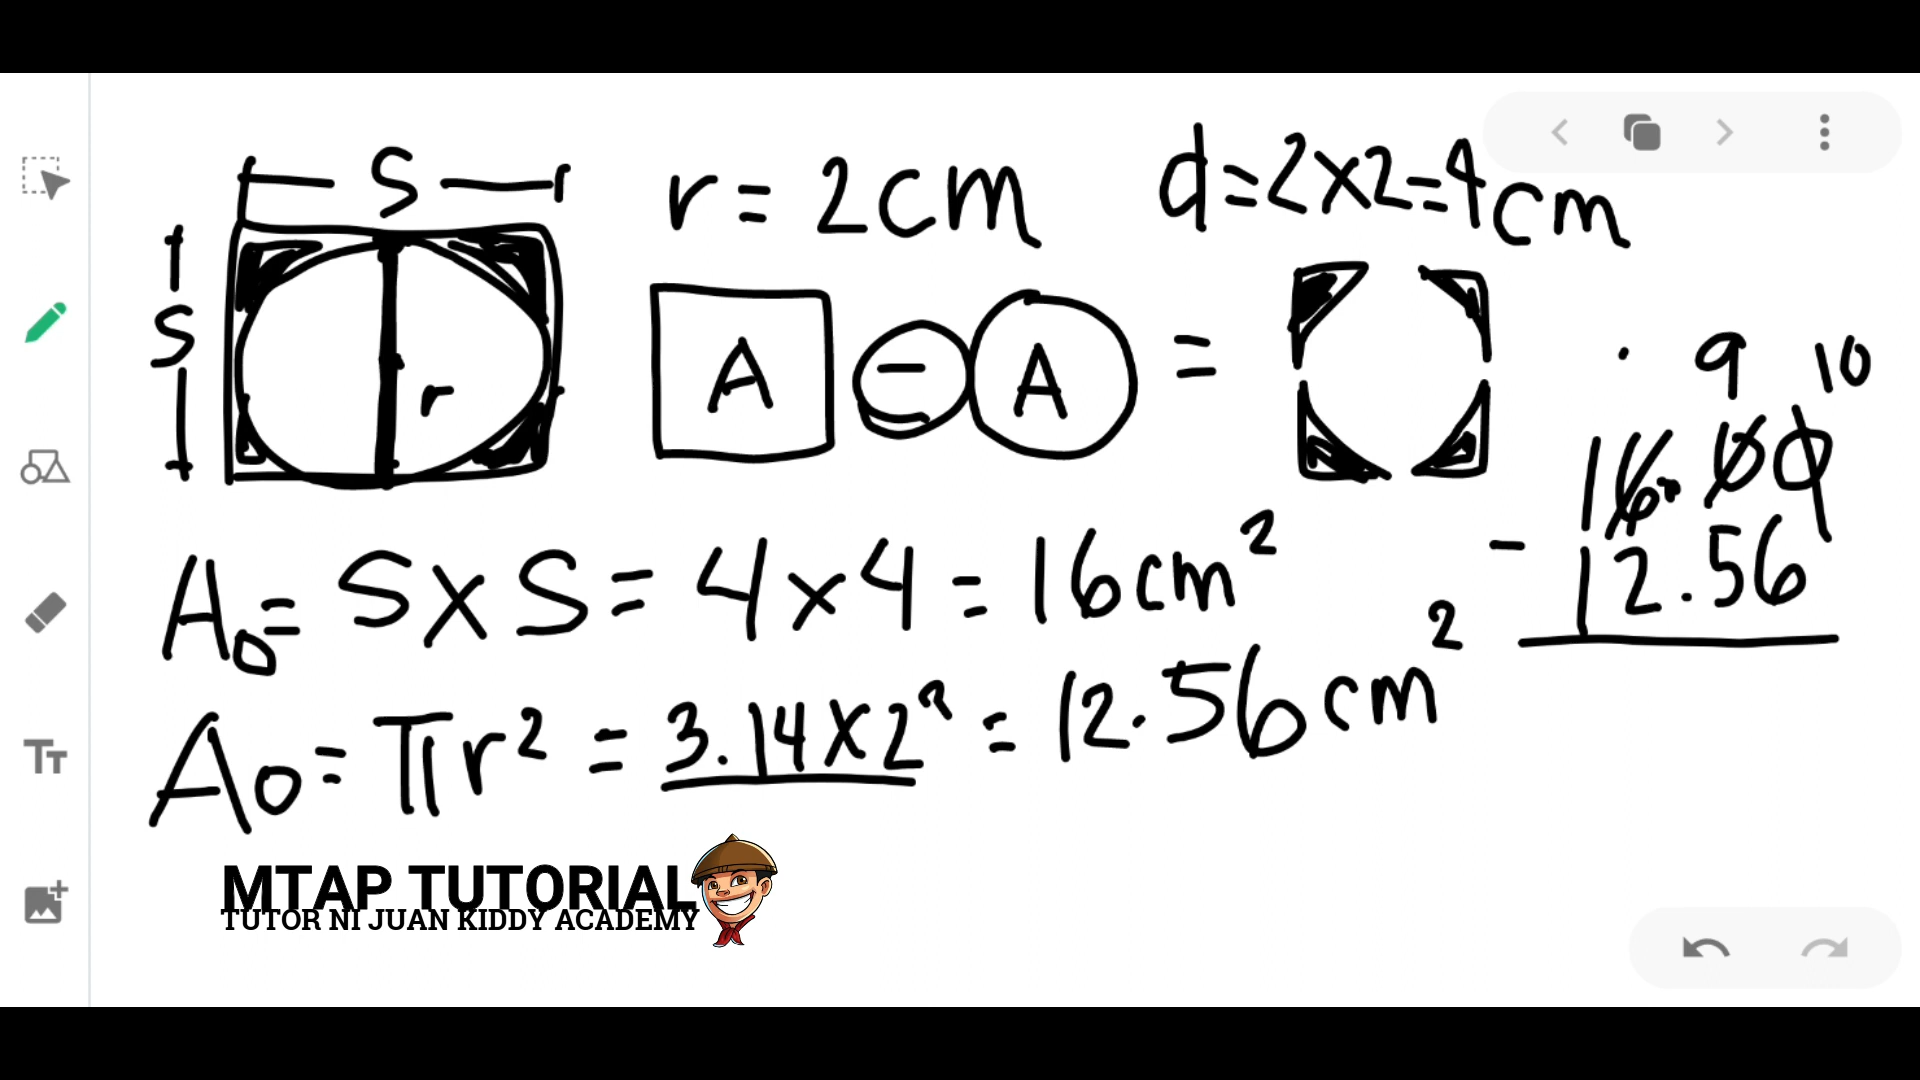 S
r = 2cm
d = 2x2 = 4cm
S
r
A - A =
9 10
16.00
- 12.56
A□ = S x S = 4 x 4 = 16cm²
A○ = πr² = 3.14 x 2² = 12.56cm²
MTAP TUTORIAL
TUTOR NI JUAN KIDDY ACADEMY
Tт